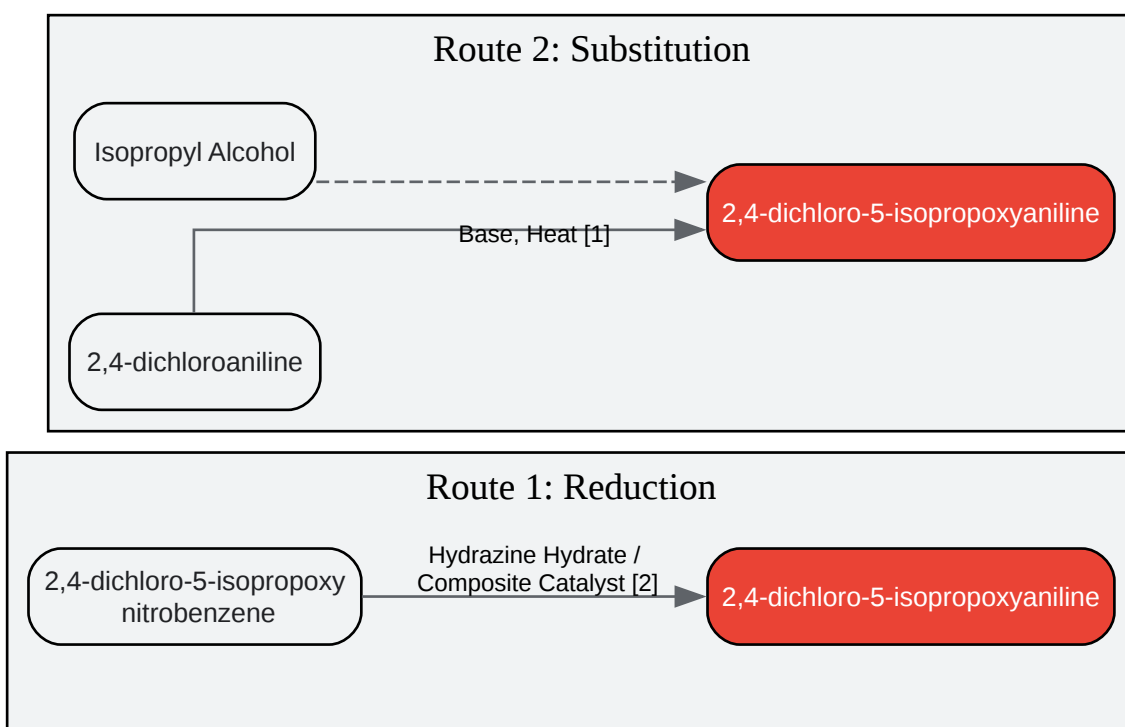 Route 2: Substitution
Isopropyl Alcohol
2,4-dichloro-5-isopropoxyaniline
Base, Heat [1]
2,4-dichloroaniline
Route 1: Reduction
2,4-dichloro-5-isopropoxy
nitrobenzene
Hydrazine Hydrate /
Composite Catalyst [2]
2,4-dichloro-5-isopropoxyaniline